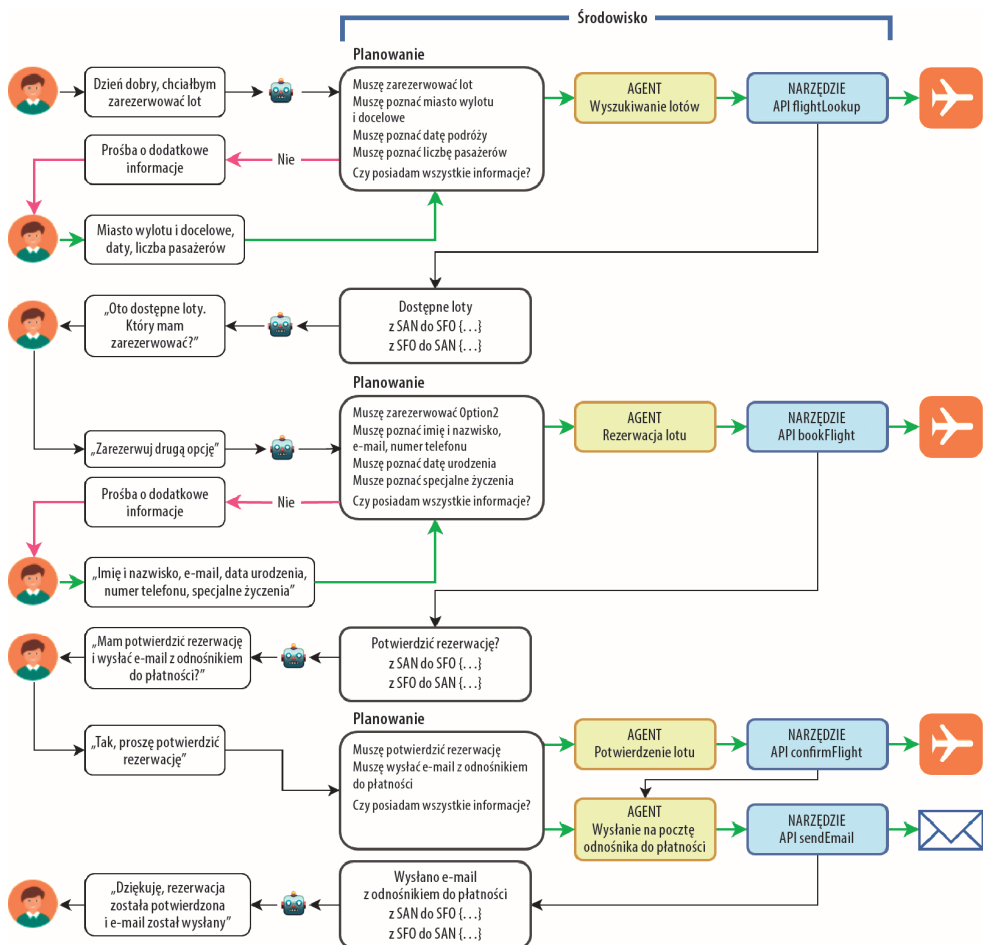 Środowisko
Planowanie
Dzień dobry, chciałbym
zarezerwować lot
Muszę zarezerwować lot
Muszę poznać miasto wylotu
i docelowe
Muszę poznać datę podróży
Muszę poznać liczbę pasażerów
Czy posiadam wszystkie informacje?
AGENT
Wyszukiwanie lotów
NARZĘDZIE
API flightLookup
Prośba o dodatkowe
informacje
Nie
Miasto wylotu i docelowe,
daty, liczba pasażerów
„Oto dostępne loty.
Który mam
zarezerwować?”
Dostępne loty
z SAN do SFO {…}
z SFO do SAN {…}
Planowanie
„Zarezerwuj drugą opcję”
Muszę zarezerwować Option2
Muszę poznać imię i nazwisko,
e-mail, numer telefonu
Muszę poznać datę urodzenia
Musze poznać specjalne życzenia
Czy posiadam wszystkie informacje?
AGENT
Rezerwacja lotu
NARZĘDZIE
API bookFlight
Prośba o dodatkowe
informacje
Nie
„Imię i nazwisko, e-mail, data urodzenia,
numer telefonu, specjalne życzenia”
„Mam potwierdzić rezerwację
i wysłać e-mail z odnośnikiem
do płatności?”
Potwierdzić rezerwację?
z SAN do SFO {…}
z SFO do SAN {…}
Planowanie
„Tak, proszę potwierdzić
rezerwację”
Muszę potwierdzić rezerwację
Muszę wysłać e-mail z odnośnikiem
do płatności
Czy posiadam wszystkie informacje?
AGENT
Potwierdzenie lotu
NARZĘDZIE
API confirmFlight
AGENT
Wysłanie na pocztę
odnośnika do płatności
NARZĘDZIE
API sendEmail
„Dziękuję, rezerwacja
została potwierdzona
i e-mail został wysłany”
Wysłano e-mail
z odnośnikiem do płatności
z SAN do SFO {…}
z SFO do SAN {…}